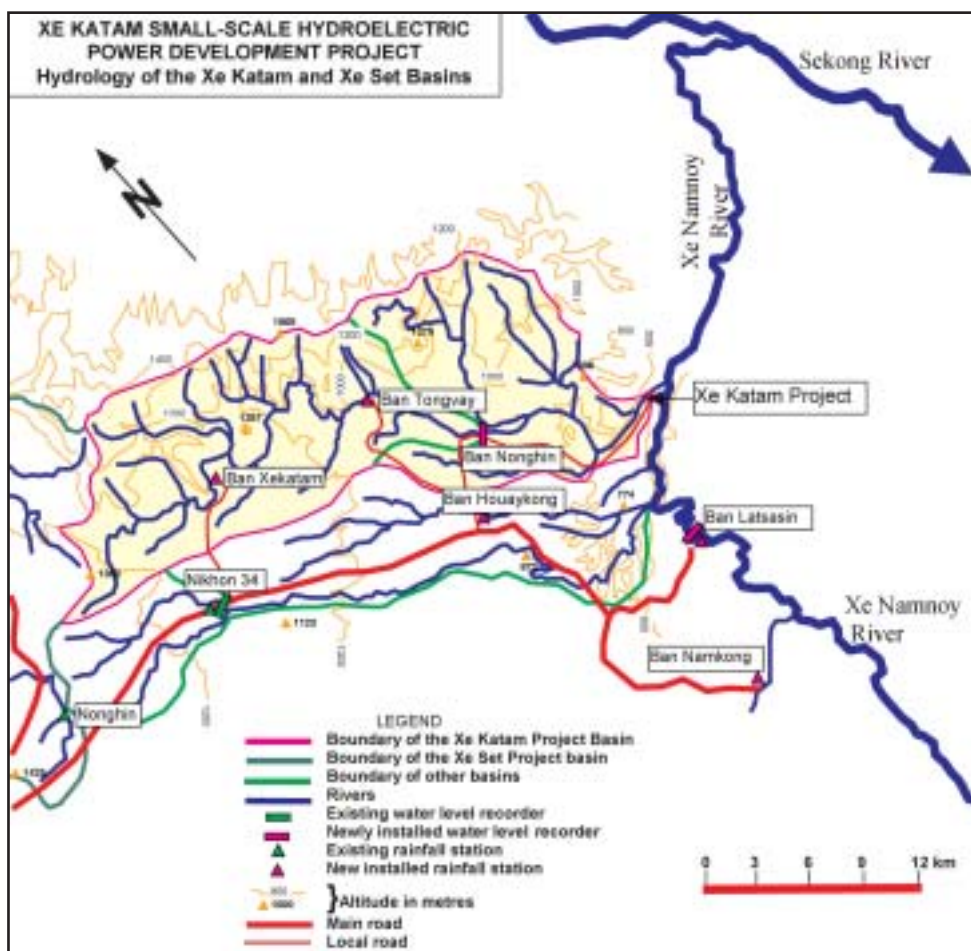 XE KATAM SMALL-SCALE HYDROELECTRIC
POWER DEVELOPMENT PROJECT
Hydrology of the Xe Katam and Xe Set Basins
Sekong River
N
Xe Namnoy
River
1200
1400
1200
1000
Ban Tongvay
Xe Katam Project
Ban Nonghin
Ban Xekatam
Ban Houaykong
774
Ban Latsasin
Nikhon 34
1120
Xe Namnoy
River
Ban Namkong
Nonghin
LEGEND
Boundary of the Xe Katam Project Basin
Boundary of the Xe Set Project basin
Boundary of other basins
Rivers
Existing water level recorder
Newly installed water level recorder
Existing rainfall station
New installed rainfall station
Altitude in metres
Main road
Local road
0 3 6 9 12 km